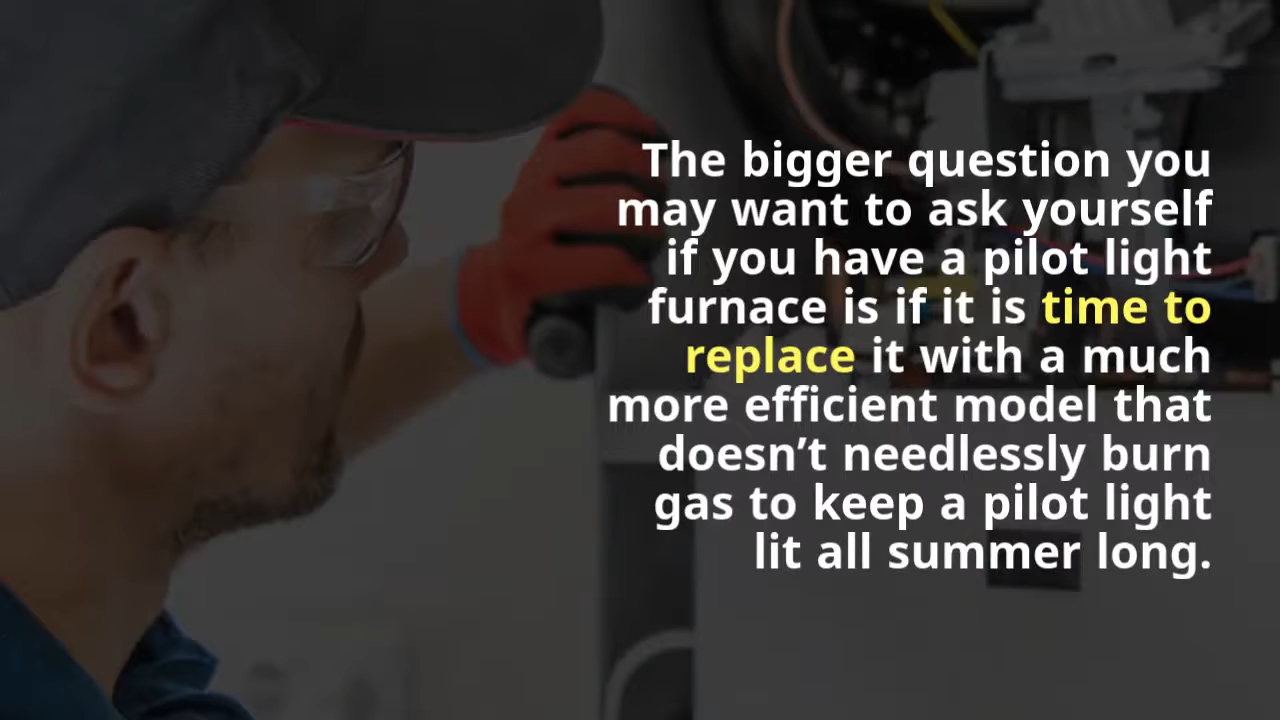 The bigger question you
may want to ask yourself
if you have a pilot light
furnace is if it is time to
replace it with a much
more efficient model that
doesn’t needlessly burn
gas to keep a pilot light
lit all summer long.